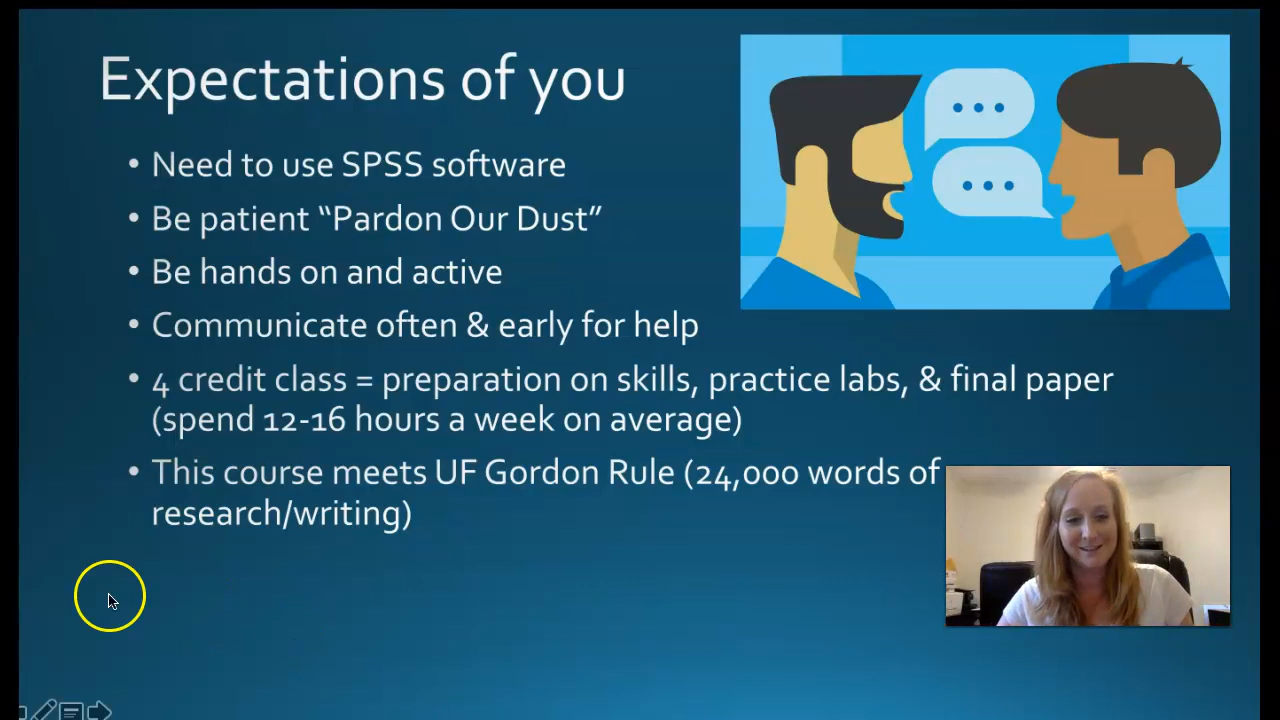 Expectations of you
• Need to use SPSS software
• Be patient “Pardon Our Dust”
• Be hands on and active
• Communicate often & early for help
• 4 credit class = preparation on skills, practice labs, & final paper
(spend 12-16 hours a week on average)
• This course meets UF Gordon Rule (24,000 words of
research/writing)